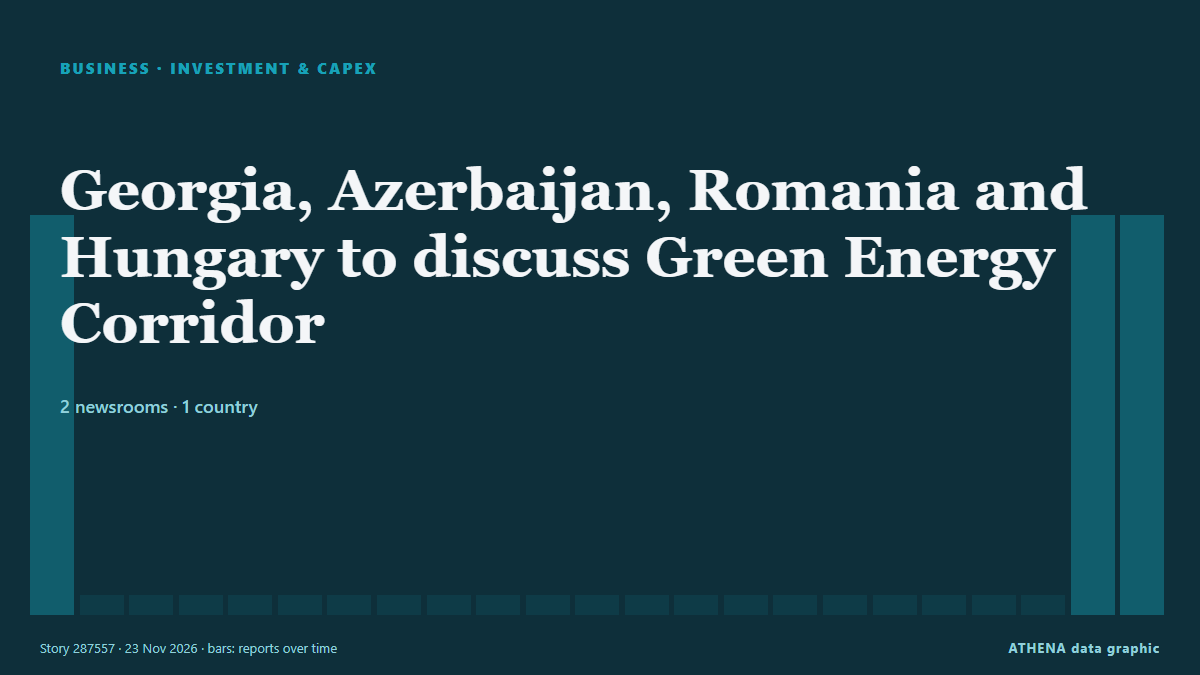 BUSINESS · INVESTMENT & CAPEX
Georgia, Azerbaijan, Romania and
Hungary to discuss Green Energy
Corridor
2 newsrooms · 1 country
Story 287557 · 23 Nov 2026 · bars: reports over time
ATHENA data graphic